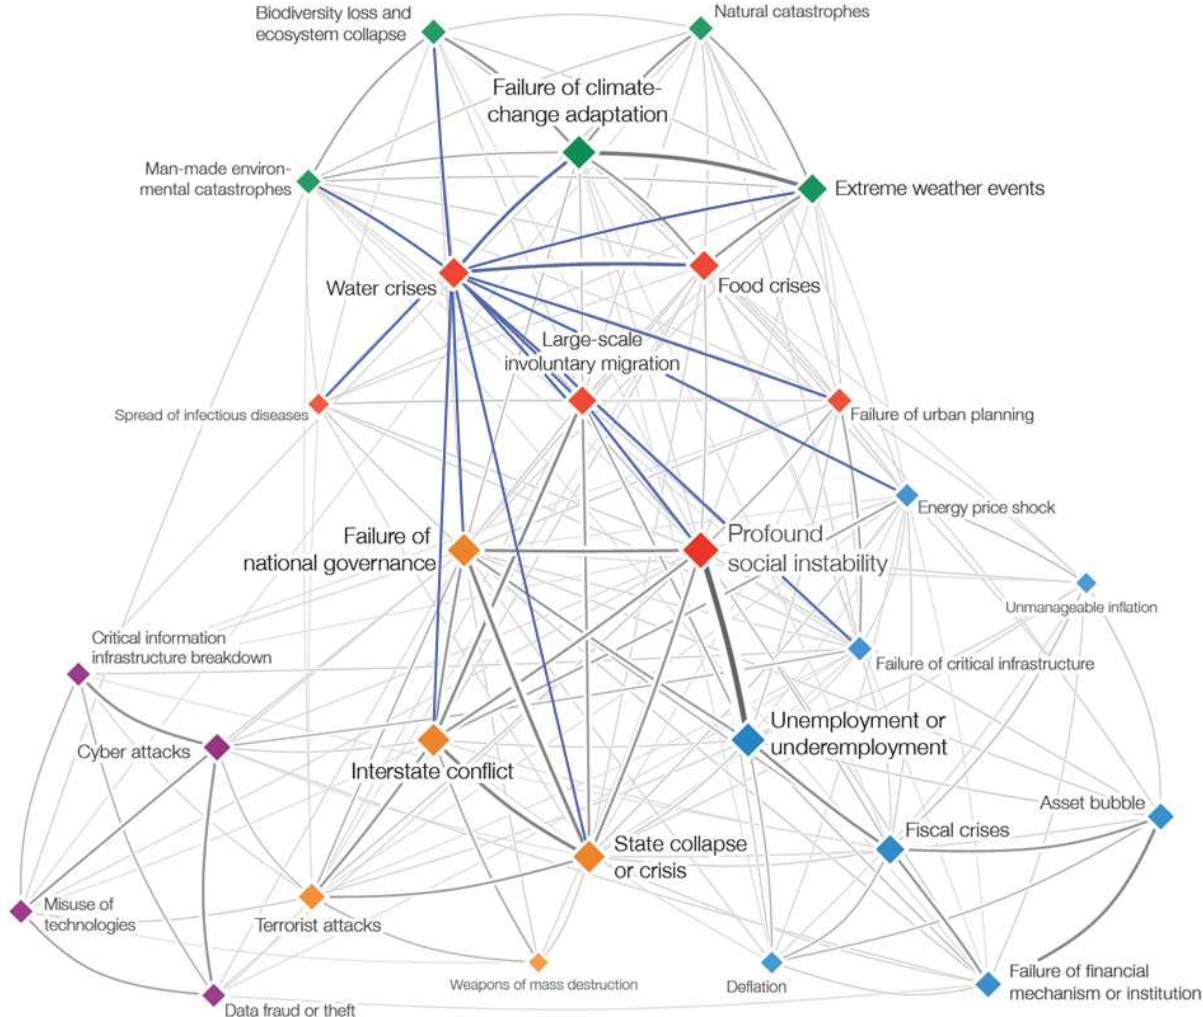 Biodiversity loss and
ecosystem collapse
Natural catastrophes
Failure of climate-
change adaptation
Man-made environ-
mental catastrophes
Extreme weather events
Water crises
Food crises
Large-scale
involuntary migration
Spread of infectious diseases
Failure of urban planning
Energy price shock
Failure of
national governance
Profound
social instability
Unmanageable inflation
Critical information
infrastructure breakdown
Failure of critical infrastructure
Cyber attacks
Interstate conflict
Unemployment or
underemployment
Asset bubble
State collapse
or crisis
Fiscal crises
Misuse of
technologies
Terrorist attacks
Weapons of mass destruction
Deflation
Failure of financial
mechanism or institution
Data fraud or theft